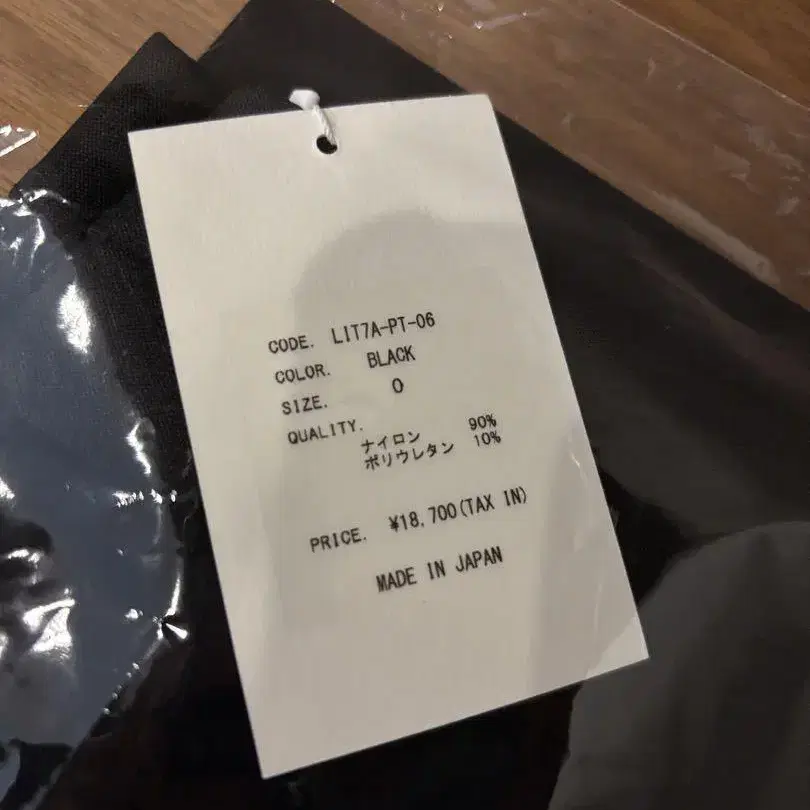 CODE. LIT7A-PT-06
COLOR. BLACK
SIZE. 0
QUALITY.
ナイロン 90%
ポリウレタン 10%
PRICE. ¥18,700(TAX IN)
MADE IN JAPAN